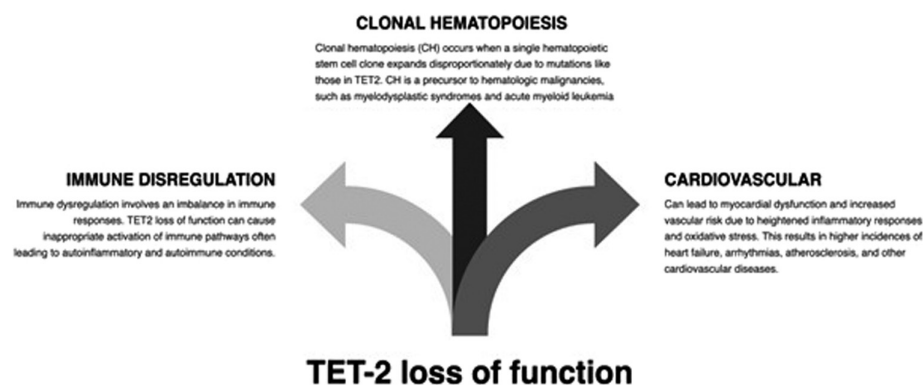 CLONAL HEMATOPOIESIS
Clonal hematopoiesis (CH) occurs when a single hematopoietic
stem cell clone expands disproportionately due to mutations like
those in TET2. CH is a precursor to hematologic malignancies,
such as myelodysplastic syndromes and acute myeloid leukemia
IMMUNE DISREGULATION
Immune dysregulation involves an imbalance in immune
responses. TET2 loss of function can cause
inappropriate activation of immune pathways often
leading to autoinflammatory and autoimmune conditions.
CARDIOVASCULAR
Can lead to myocardial dysfunction and increased
vascular risk due to heightened inflammatory responses
and oxidative stress. This results in higher incidences of
heart failure, arrhythmias, atherosclerosis, and other
cardiovascular diseases.
TET-2 loss of function